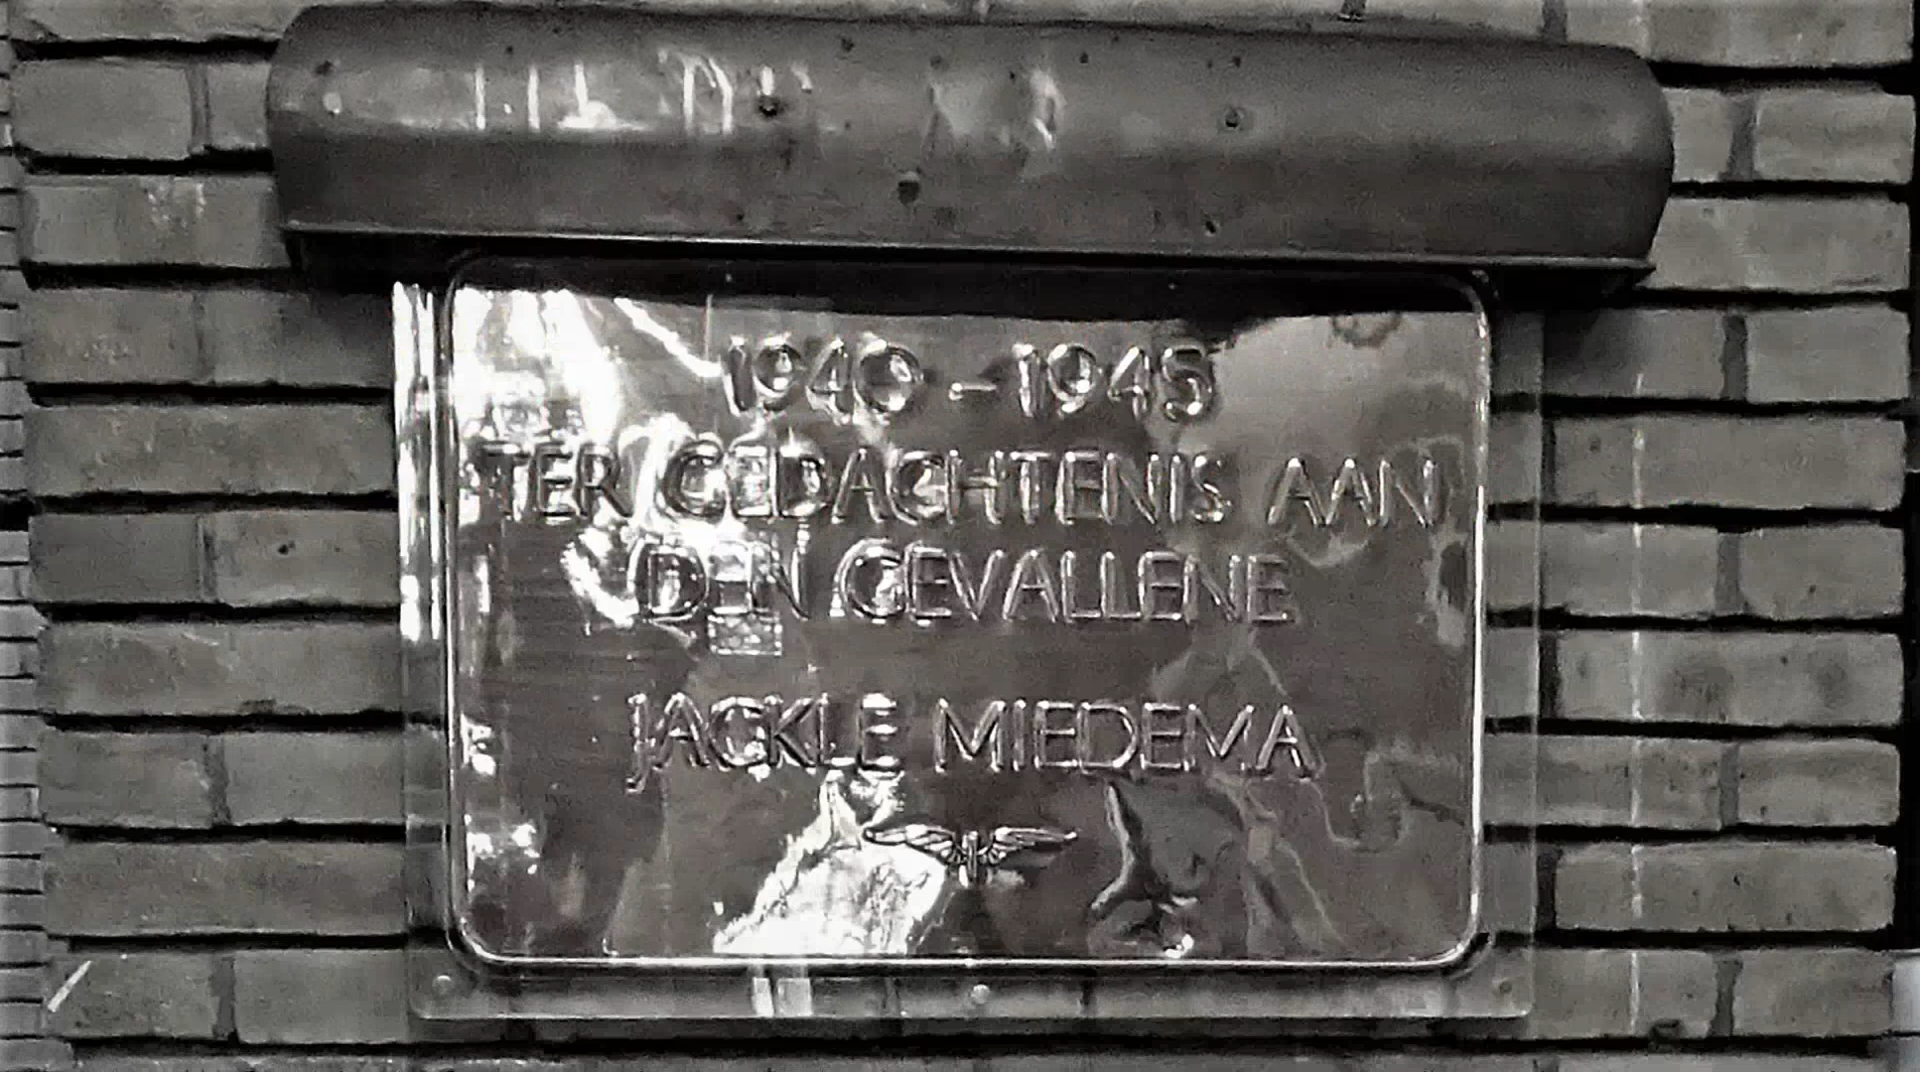 1940 - 1945
TER GEDACHTENIS AAN
DEN GEVALLENE
JACKLE MIEDEMA